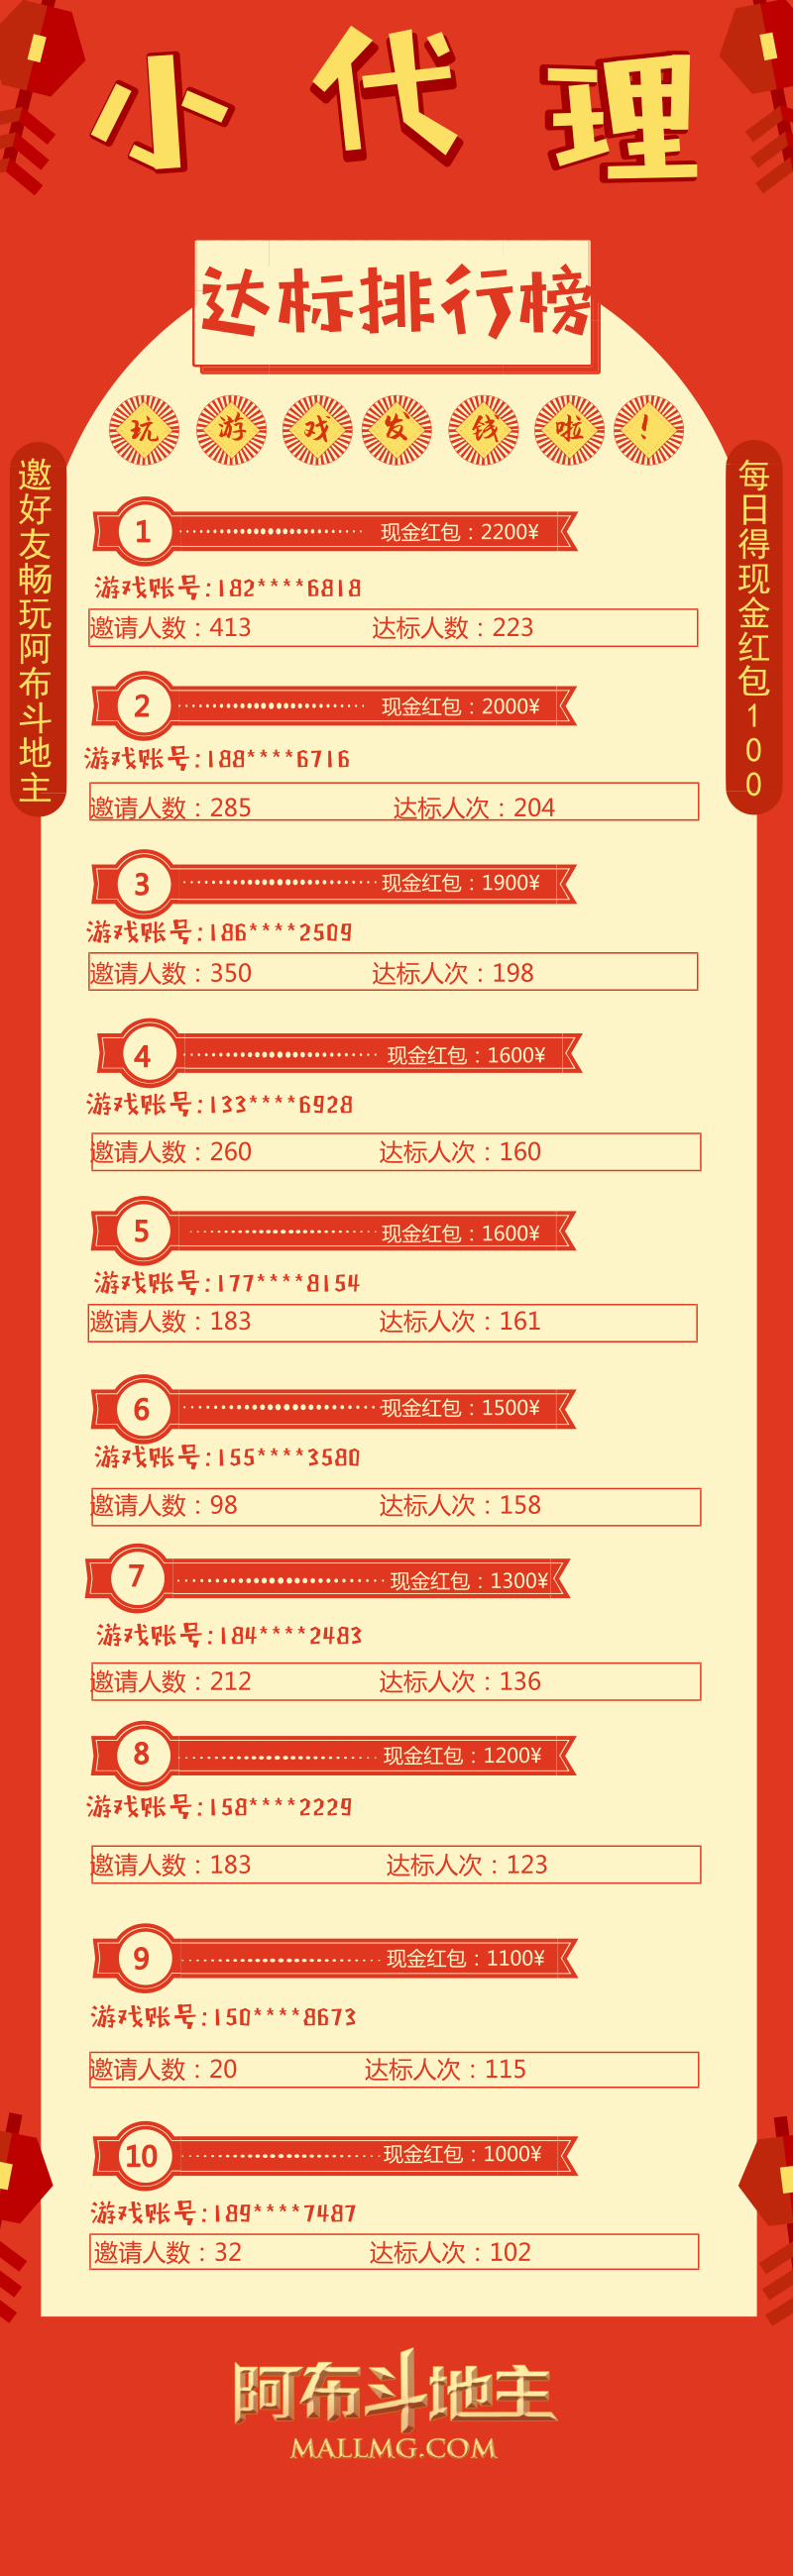 小代理
达标排行榜
玩游戏发钱啦!
邀好友畅玩阿布斗地主
每日得现金红包100
1 现金红包：2200¥
游戏账号:182****6818
邀请人数：413 达标人数：223
2 现金红包：2000¥
游戏账号:188****6716
邀请人数：285 达标人次：204
3 现金红包：1900¥
游戏账号:186****2509
邀请人数：350 达标人次：198
4 现金红包：1600¥
游戏账号:133****6928
邀请人数：260 达标人次：160
5 现金红包：1600¥
游戏账号:177****8154
邀请人数：183 达标人次：161
6 现金红包：1500¥
游戏账号:155****3580
邀请人数：98 达标人次：158
7 现金红包：1300¥
游戏账号:184****2483
邀请人数：212 达标人次：136
8 现金红包：1200¥
游戏账号:158****2229
邀请人数：183 达标人次：123
9 现金红包：1100¥
游戏账号:150****8673
邀请人数：20 达标人次：115
10 现金红包：1000¥
游戏账号:189****7487
邀请人数：32 达标人次：102
阿布斗地主
MALLMG.COM